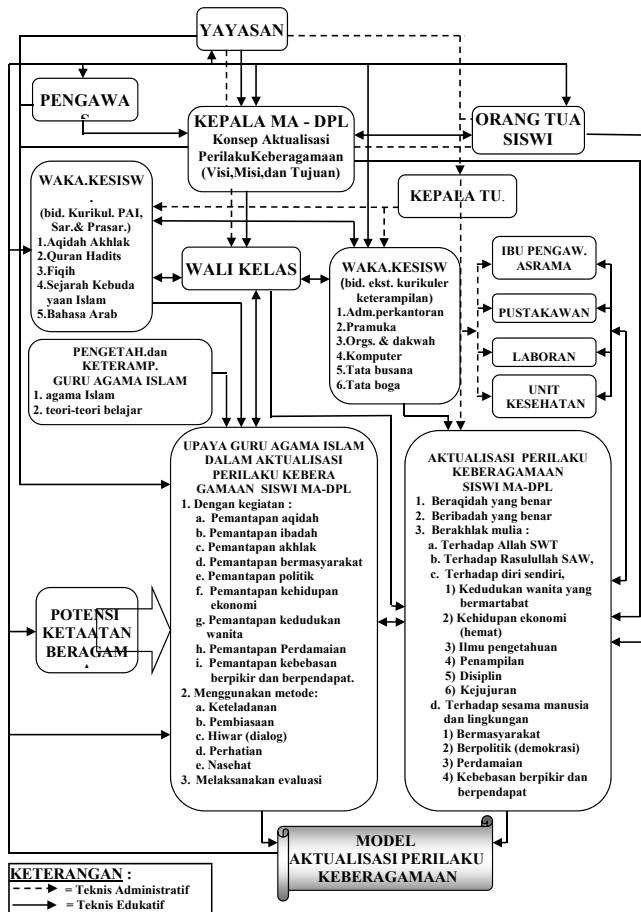 YAYASAN
PENGAWA
S
KEPALA MA - DPL
Konsep Aktualisasi
PerilakuKeberagamaan
(Visi,Misi,dan Tujuan)
ORANG TUA
SISWI
WAKA.KESISW
.
(bid. Kurikul. PAI,
Sar.& Prasar.)
1.Aqidah Akhlak
2.Quran Hadits
3.Fiqih
4.Sejarah Kebuda
yaan Islam
5.Bahasa Arab
KEPALA TU.
WALI KELAS
WAKA.KESISW
(bid. ekst. kurikuler
keterampilan)
1.Adm.perkantoran
2.Pramuka
3.Orgs. & dakwah
4.Komputer
5.Tata busana
6.Tata boga
IBU PENGAW.
ASRAMA
PUSTAKAWAN
LABORAN
UNIT
KESEHATAN
PENGETAH.dan
KETERAMP.
GURU AGAMA ISLAM
1. agama Islam
2. teori-teori belajar
UPAYA GURU AGAMA ISLAM
DALAM AKTUALISASI
PERILAKU KEBERA
GAMAAN SISWI MA-DPL
1. Dengan kegiatan :
a. Pemantapan aqidah
b. Pemantapan ibadah
c. Pemantapan akhlak
d. Pemantapan bermasyarakat
e. Pemantapan politik
f. Pemantapan kehidupan
ekonomi
g. Pemantapan kedudukan
wanita
h. Pemantapan Perdamaian
i. Pemantapan kebebasan
berpikir dan berpendapat.
2. Menggunakan metode:
a. Keteladanan
b. Pembiasaan
c. Hiwar (dialog)
d. Perhatian
e. Nasehat
3. Melaksanakan evaluasi
AKTUALISASI PERILAKU
KEBERAGAMAAN
SISWI MA-DPL
1. Beraqidah yang benar
2. Beribadah yang benar
3. Berakhlak mulia :
a. Terhadap Allah SWT
b. Terhadap Rasulullah SAW,
c. Terhadap diri sendiri,
1) Kedudukan wanita yang
bermartabat
2) Kehidupan ekonomi
(hemat)
3) Ilmu pengetahuan
4) Penampilan
5) Disiplin
6) Kejujuran
d. Terhadap sesama manusia
dan lingkungan
1) Bermasyarakat
2) Berpolitik (demokrasi)
3) Perdamaian
4) Kebebasan berpikir dan
berpendapat
POTENSI
KETAATAN
BERAGAM
MODEL
AKTUALISASI PERILAKU
KEBERAGAMAAN
KETERANGAN :
= Teknis Administratif
= Teknis Edukatif